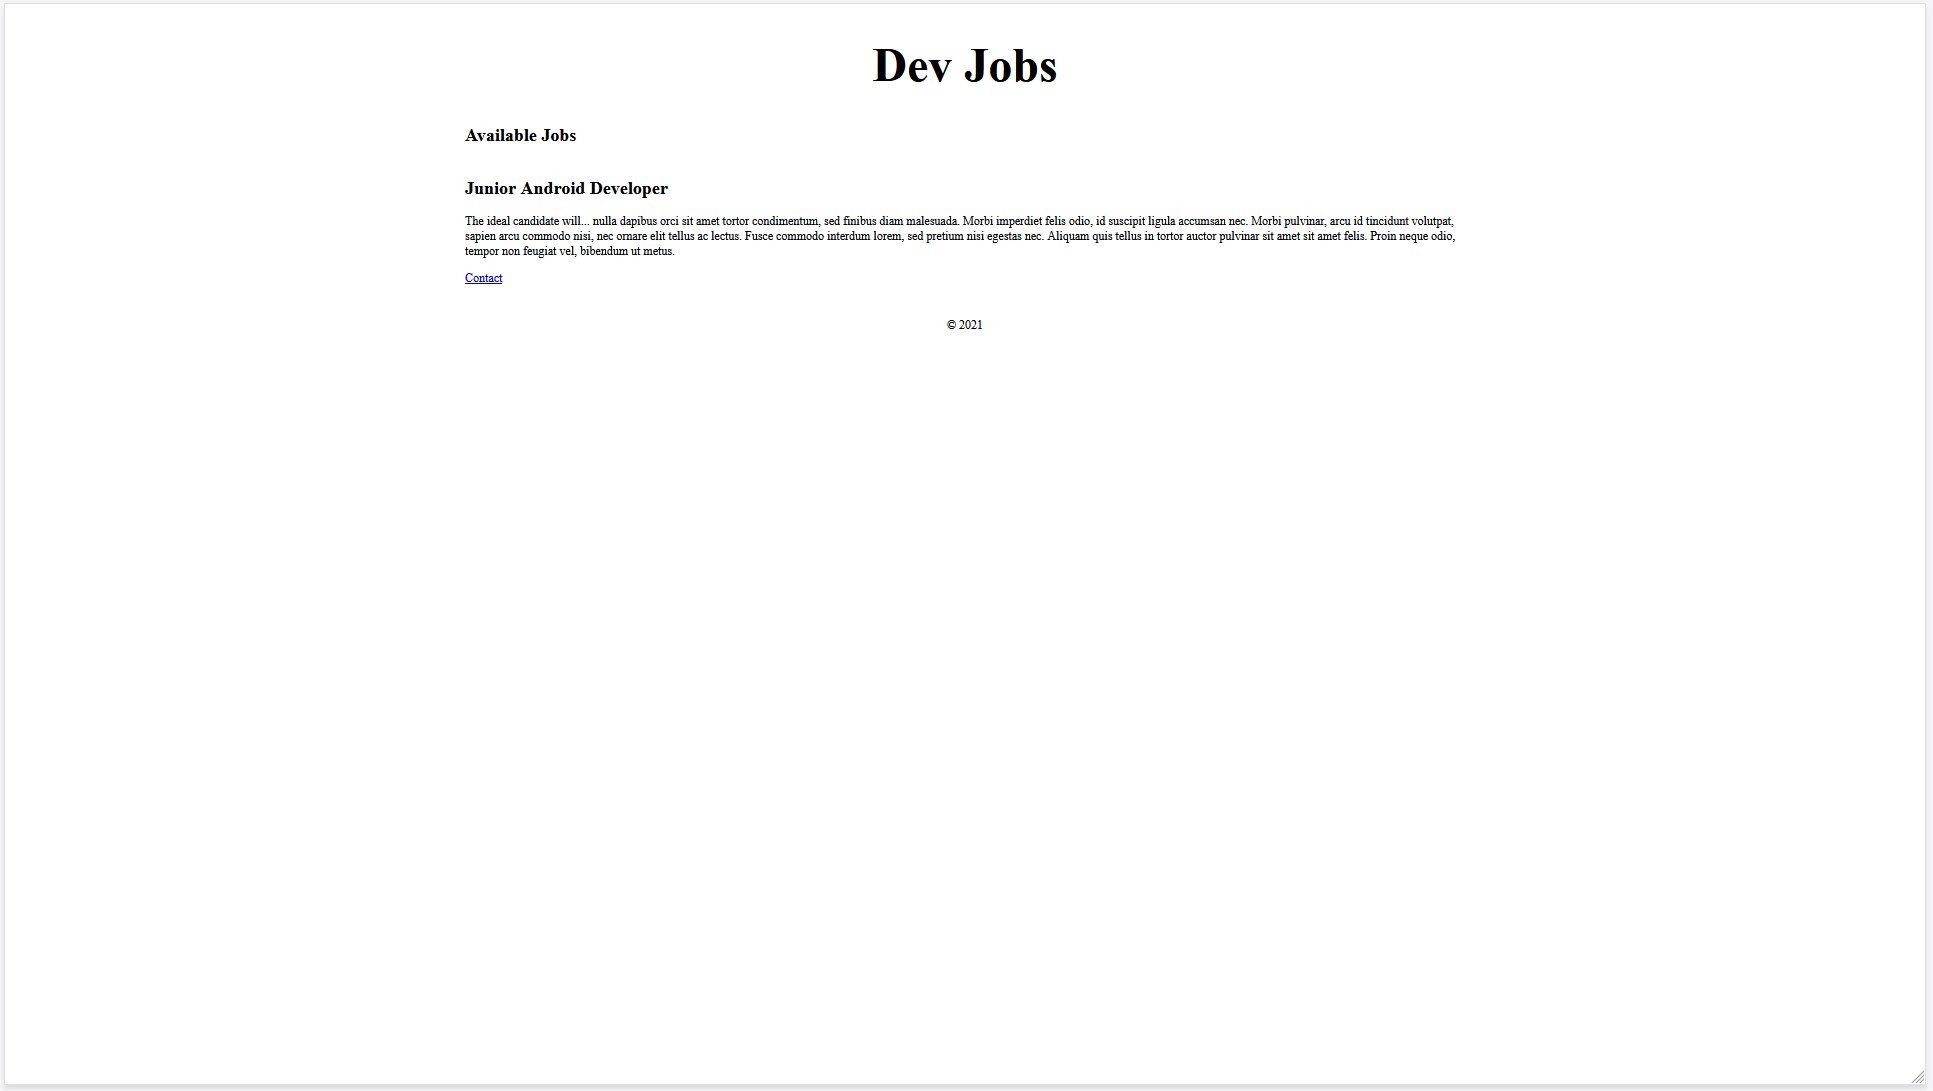 Dev Jobs
Available Jobs
Junior Android Developer
The ideal candidate will... nulla dapibus orci sit amet tortor condimentum, sed finibus diam malesuada. Morbi imperdiet felis odio, id suscipit ligula accumsan nec. Morbi pulvinar, arcu id tincidunt volutpat,
sapien arcu commodo nisi, nec ornare elit tellus ac lectus. Fusce commodo interdum lorem, sed pretium nisi egestas nec. Aliquam quis tellus in tortor auctor pulvinar sit amet sit amet felis. Proin neque odio,
tempor non feugiat vel, bibendum ut metus.
Contact
© 2021